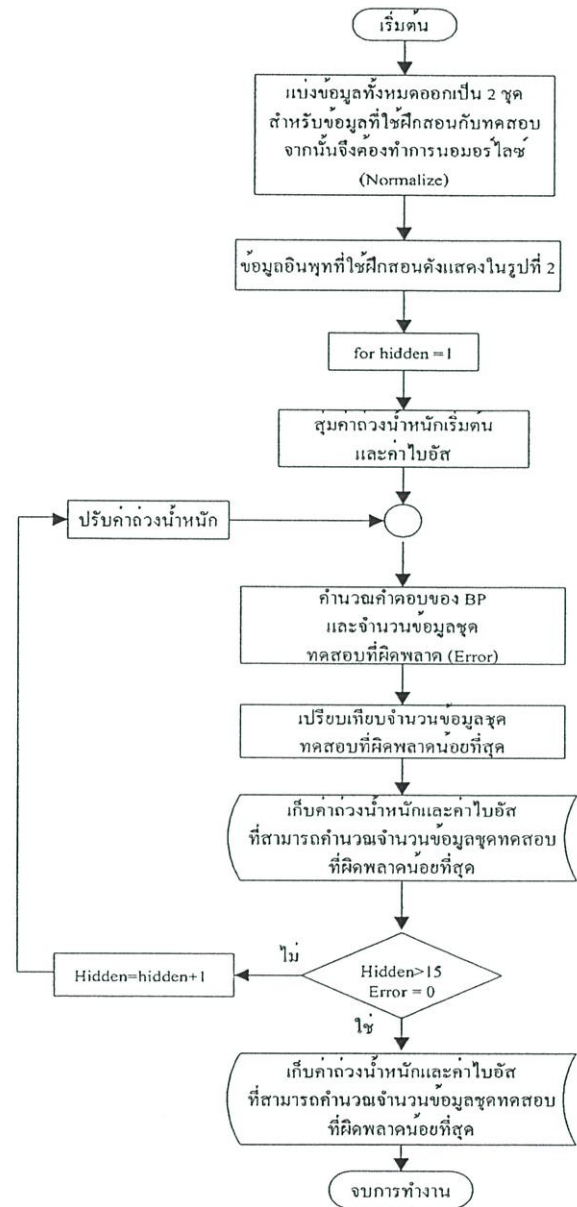 เริ่มต้น
แบ่งข้อมูลทั้งหมดออกเป็น 2 ชุด
สำหรับข้อมูลที่ใช้ฝึกสอนกับทดสอบ
จากนั้นจึงต้องทำการนอมอร์ไลซ์
(Normalize)
ข้อมูลอินพุทที่ใช้ฝึกสอนดังแสดงในรูปที่ 2
for hidden =1
สุ่มค่าถ่วงน้ำหนักเริ่มต้น
และค่าไบอัส
ปรับค่าถ่วงน้ำหนัก
คำนวณคำตอบของ BP
และจำนวนข้อมูลชุด
ทดสอบที่ผิดพลาด (Error)
เปรียบเทียบจำนวนข้อมูลชุด
ทดสอบที่ผิดพลาดน้อยที่สุด
เก็บค่าถ่วงน้ำหนักและค่าไบอัส
ที่สามารถคำนวณจำนวนข้อมูลชุดทดสอบ
ที่ผิดพลาดน้อยที่สุด
Hidden>15
Error = 0
ไม่
Hidden=hidden+1
ใช่
เก็บค่าถ่วงน้ำหนักและค่าไบอัส
ที่สามารถคำนวณจำนวนข้อมูลชุดทดสอบ
ที่ผิดพลาดน้อยที่สุด
จบการทำงาน